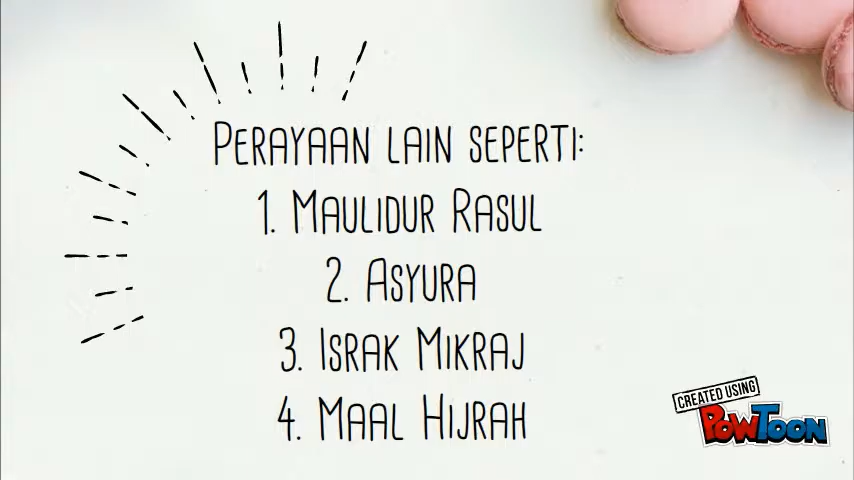 PERAYAAN LAIN SEPERTI:
1. MAULIDUR RASUL
2. ASYURA
3. ISRAK MIKRAJ
4. MAAL HIJRAH
CREATED USING
POWTOON